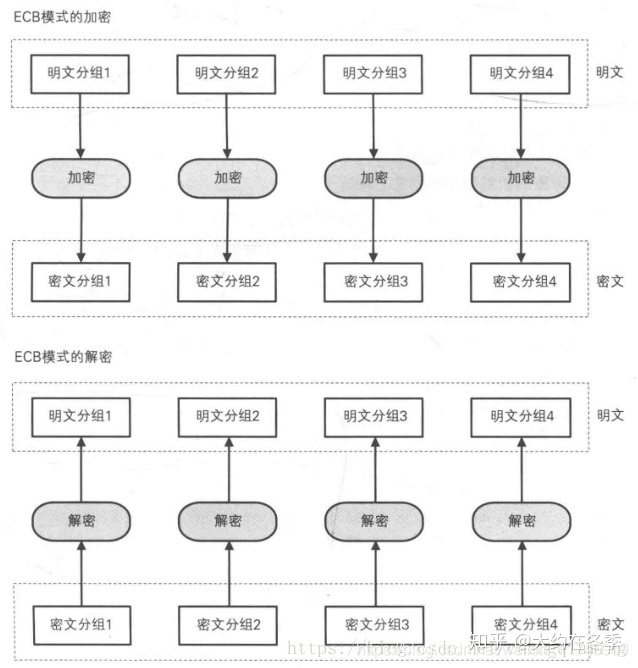 ECB模式的加密
明文分组1 明文分组2 明文分组3 明文分组4 明文
加密 加密 加密 加密
密文分组1 密文分组2 密文分组3 密文分组4 密文
ECB模式的解密
明文分组1 明文分组2 明文分组3 明文分组4 明文
解密 解密 解密 解密
密文分组1 密文分组2 密文分组3 密文分组4 密文
知乎 @大约在冬季